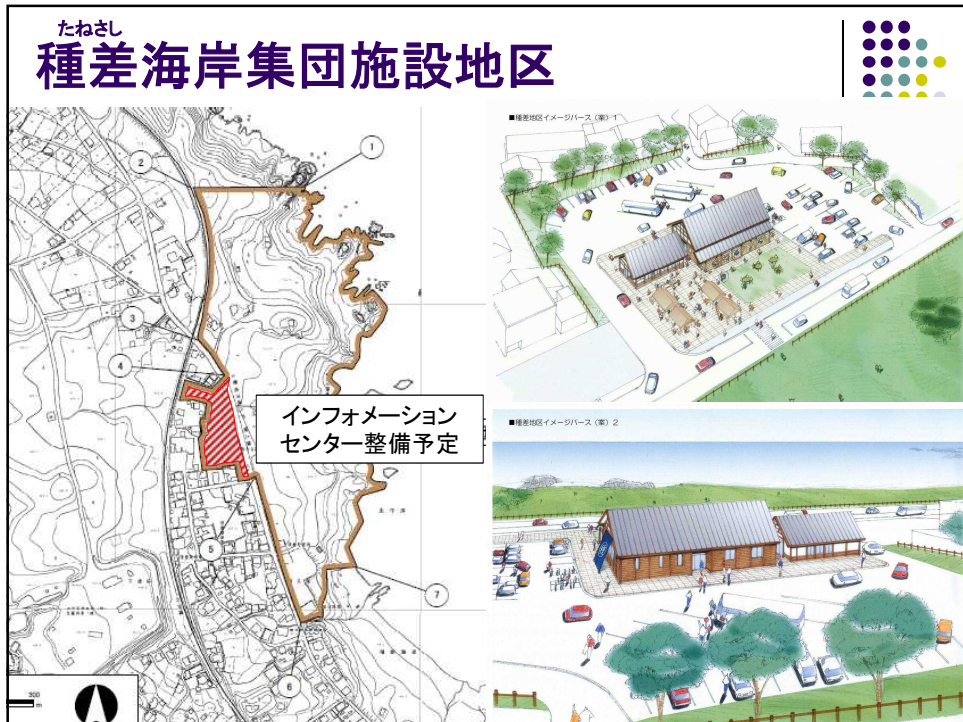 たねさし
種差海岸集団施設地区
■種差地区イメージパース（案）1
1
2
3
4
インフォメーション
センター整備予定
■種差地区イメージパース（案）2
5
7
6
300
m